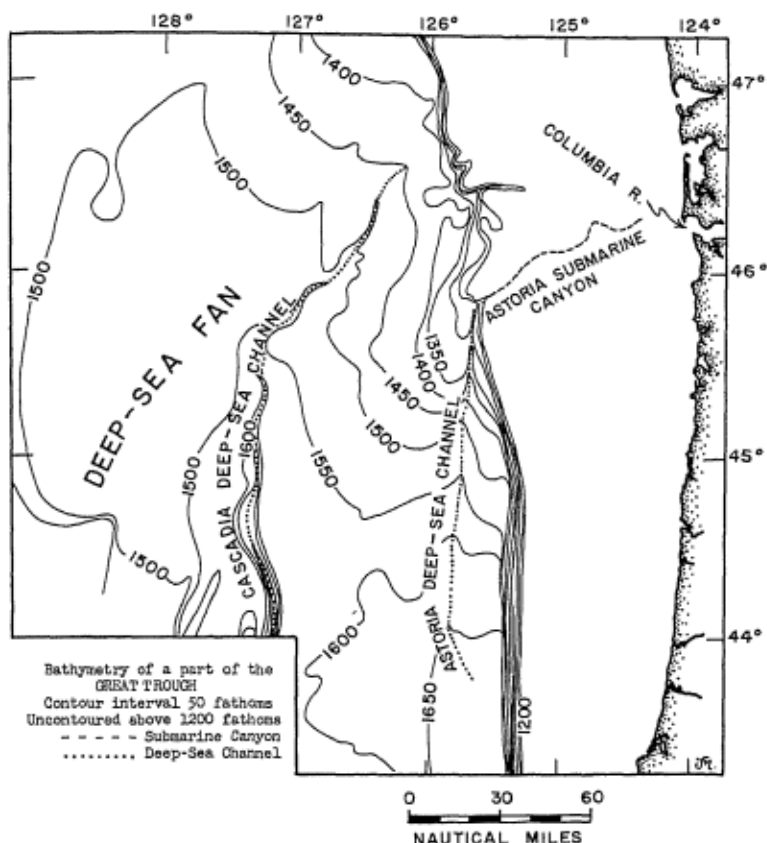 128° 127° 126° 125° 124°
47°
46°
45°
44°
1400
1450
1500
1500
COLUMBIA R.
ASTORIA SUBMARINE
CANYON
DEEP-SEA FAN
CASCADIA DEEP-SEA CHANNEL
1350
1400
1450
1500
1550
1500
1600
ASTORIA DEEP-SEA CHANNEL
1500
1600
1650
1200
Bathymetry of a part of the
GREAT TROUGH
Contour interval 50 fathoms
Uncontoured above 1200 fathoms
Submarine Canyon
Deep-Sea Channel
0 30 60
NAUTICAL MILES